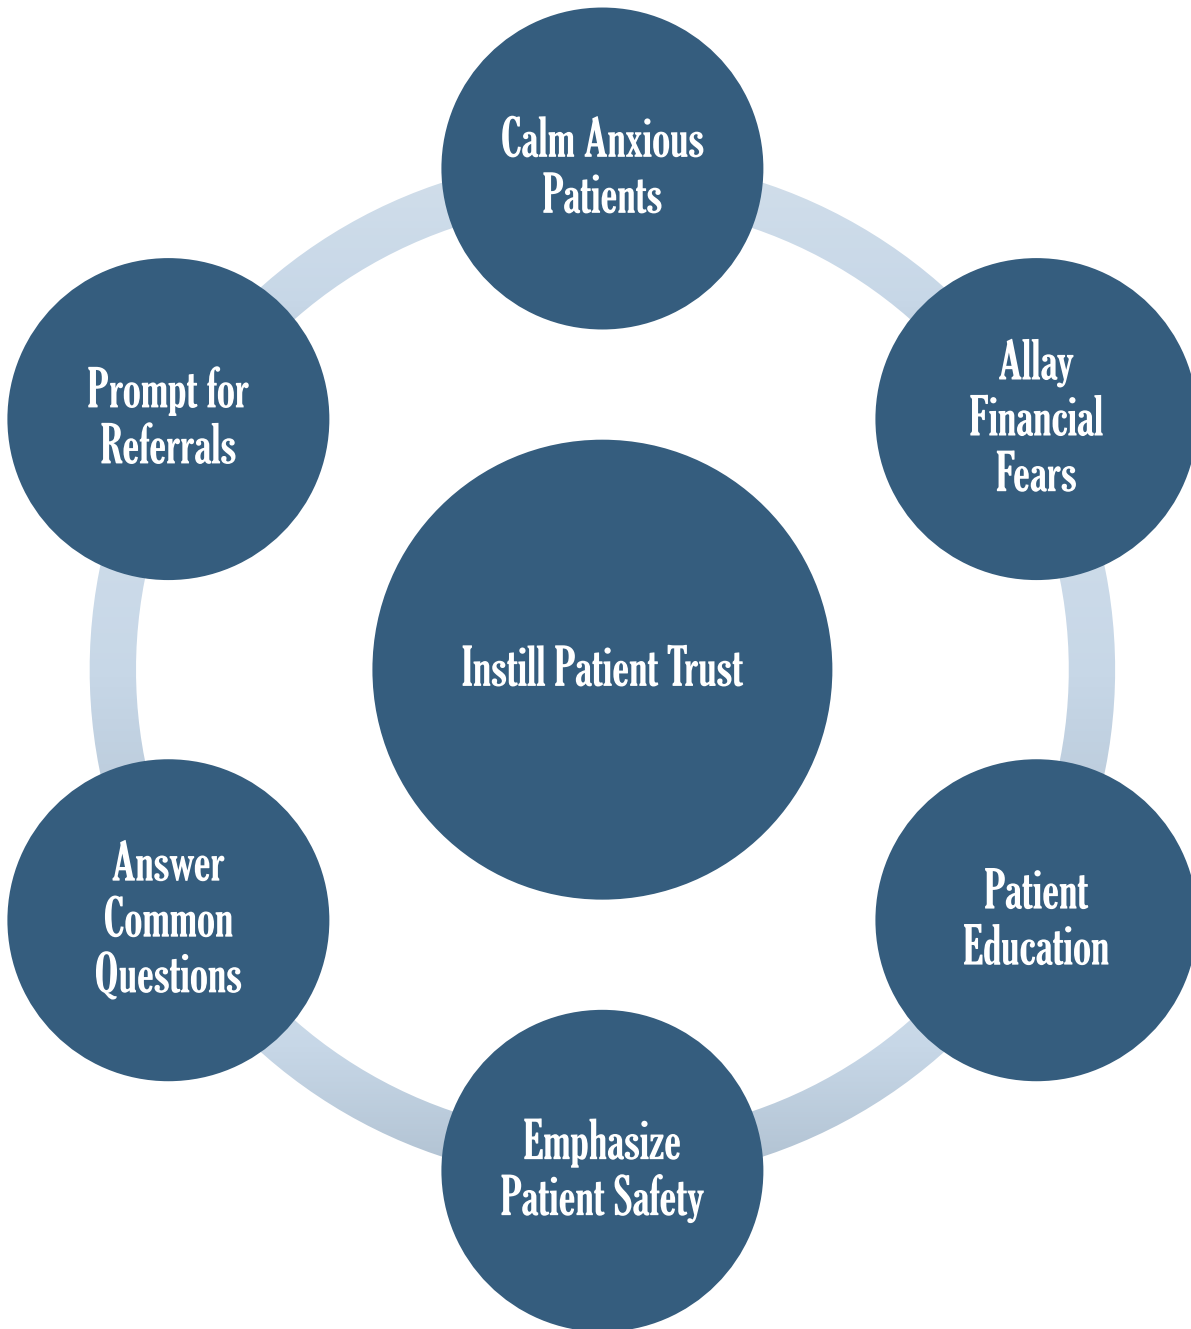 Calm Anxious
Patients
Allay
Financial
Fears
Patient
Education
Emphasize
Patient Safety
Answer
Common
Questions
Prompt for
Referrals
Instill Patient Trust